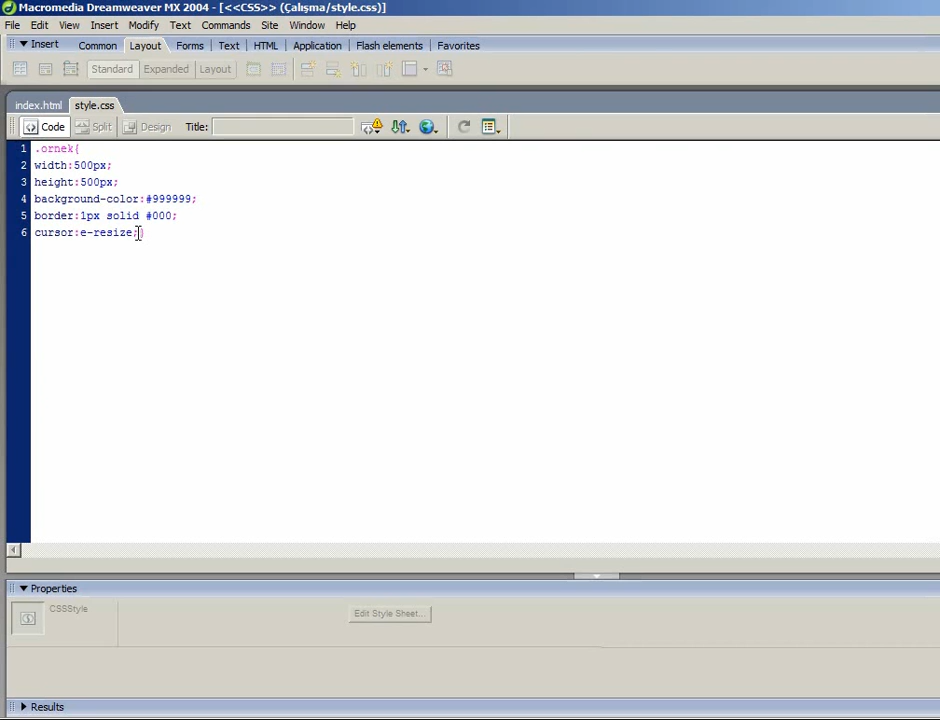 Macromedia Dreamweaver MX 2004 - [<<CSS>> (Çalışma/style.css)]
File Edit View Insert Modify Text Commands Site Window Help
Insert Common Layout Forms Text HTML Application Flash elements Favorites
Standard Expanded Layout
index.html style.css
Code Split Design Title:
1 .ornek{
2 width:500px;
3 height:500px;
4 background-color:#999999;
5 border:1px solid #000;
6 cursor:e-resize;}
Properties
CSSStyle Edit Style Sheet...
Results